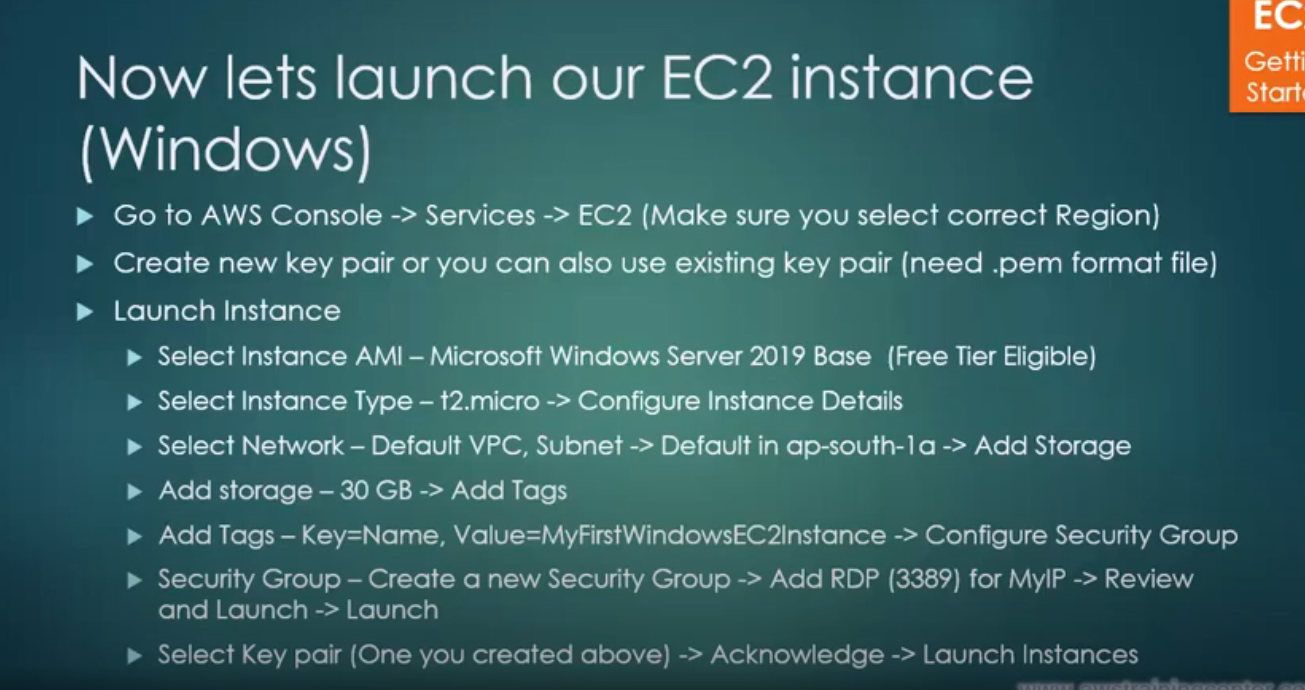 EC
Getti
Starte
Now lets launch our EC2 instance
(Windows)
Go to AWS Console -> Services -> EC2 (Make sure you select correct Region)
Create new key pair or you can also use existing key pair (need .pem format file)
Launch Instance
Select Instance AMI – Microsoft Windows Server 2019 Base (Free Tier Eligible)
Select Instance Type – t2.micro -> Configure Instance Details
Select Network – Default VPC, Subnet -> Default in ap-south-1a -> Add Storage
Add storage – 30 GB -> Add Tags
Add Tags – Key=Name, Value=MyFirstWindowsEC2Instance -> Configure Security Group
Security Group – Create a new Security Group -> Add RDP (3389) for MyIP -> Review
and Launch -> Launch
Select Key pair (One you created above) -> Acknowledge -> Launch Instances